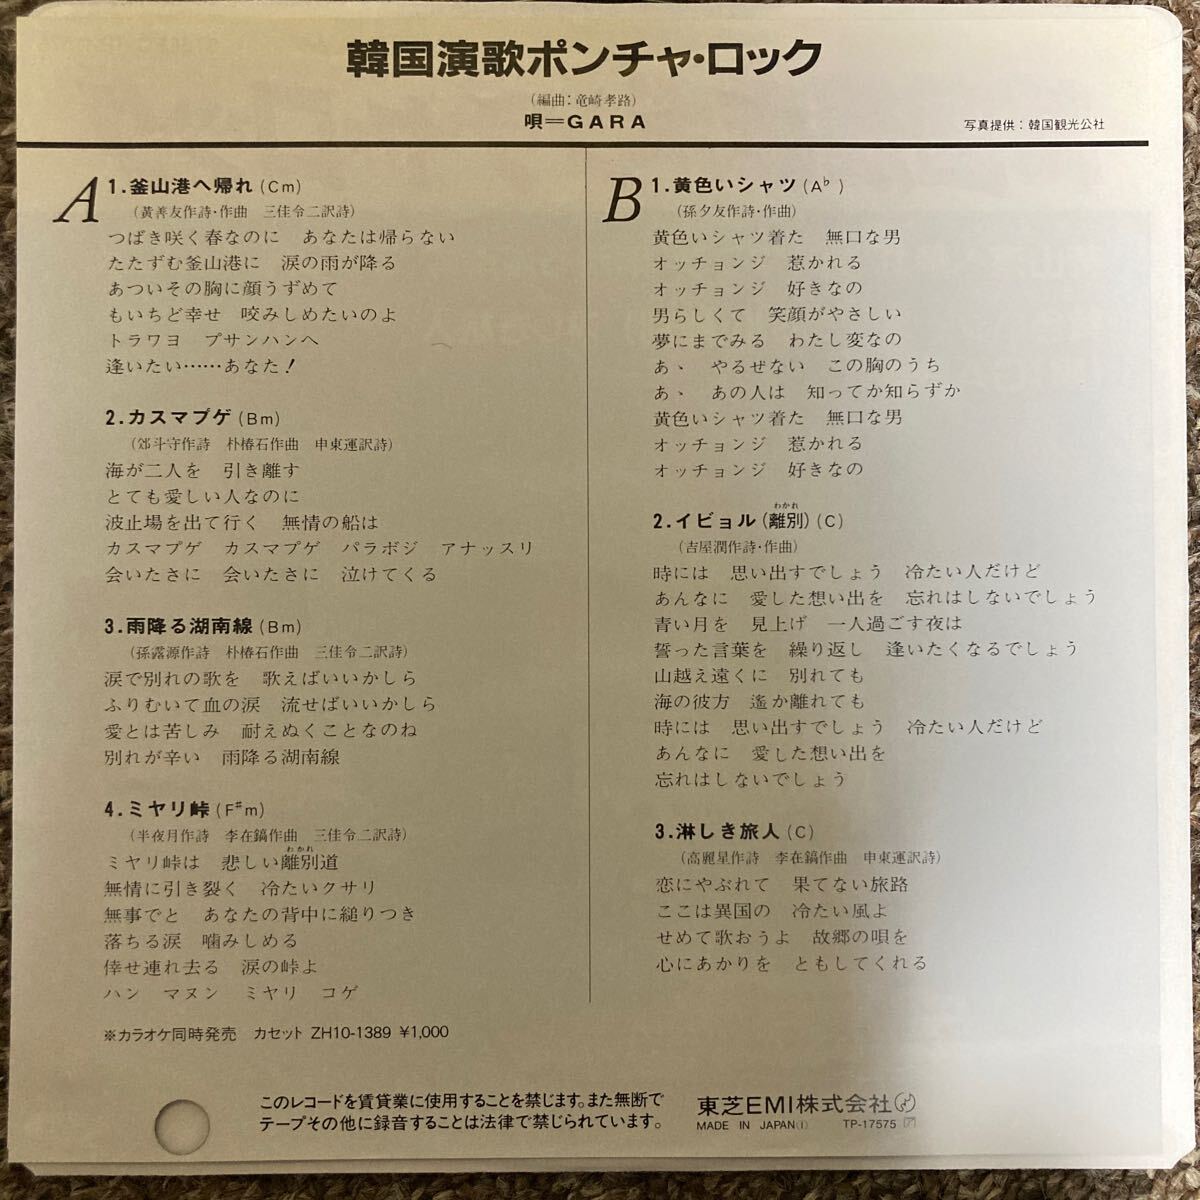 韓国演歌ポンチャ・ロック
(編曲:竜崎孝路)
唄=GARA
写真提供:韓国観光公社
A
1.釜山港へ帰れ(Cm)
(黃善友作詩・作曲 三佳令二訳詩)
つばき咲く春なのに あなたは帰らない
たたずむ釜山港に 涙の雨が降る
あついその胸に顔うずめて
もいちど幸せ 咬みしめたいのよ
トラワヨ プサンハンヘ
逢いたい……あなた!
2.カスマプゲ(Bm)
(郊斗守作詩 朴椿石作曲 申東運訳詩)
海が二人を 引き離す
とても愛しい人なのに
波止場を出て行く 無情の船は
カスマプゲ カスマプゲ パラボジ アナッスリ
会いたさに 会いたさに 泣けてくる
3.雨降る湖南線(Bm)
(孫露源作詩 朴椿石作曲 三佳令二訳詩)
涙で別れの歌を 歌えばいいかしら
ふりむいて血の涙 流せばいいかしら
愛とは苦しみ 耐えぬくことなのね
別れが辛い 雨降る湖南線
4.ミヤリ峠(F♯m)
(半夜月作詩 李在鎬作曲 三佳令二訳詩)
わかれ
ミヤリ峠は 悲しい離別道
無情に引き裂く 冷たいクサリ
無事でと あなたの背中に縋りつき
落ちる涙 噛みしめる
倖せ連れ去る 涙の峠よ
ハン マヌン ミヤリ コゲ
※カラオケ同時発売 カセット ZH10-1389 ¥1,000
B
1.黄色いシャツ(A♭)
(孫夕友作詩・作曲)
黄色いシャツ着た 無口な男
オッチョンジ 惹かれる
オッチョンジ 好きなの
男らしくて 笑顔がやさしい
夢にまでみる わたし変なの
あゝ やるぜない この胸のうち
あゝ あの人は 知ってか知らずか
黄色いシャツ着た 無口な男
オッチョンジ 惹かれる
オッチョンジ 好きなの
わかれ
2.イビョル(離別)(C)
(吉屋潤作詩・作曲)
時には 思い出すでしょう 冷たい人だけど
あんなに 愛した想い出を 忘れはしないでしょう
青い月を 見上げ 一人過ごす夜は
誓った言葉を 繰り返し 逢いたくなるでしょう
山越え遠くに 別れても
海の彼方 遙か離れても
時には 思い出すでしょう 冷たい人だけど
あんなに 愛した想い出を
忘れはしないでしょう
3.淋しき旅人(C)
(高麗星作詩 李在鎬作曲 申東運訳詩)
恋にやぶれて 果てない旅路
ここは異国の 冷たい風よ
せめて歌おうよ 故郷の唄を
心にあかりを ともしてくれる
このレコードを賃貸業に使用することを禁じます。また無断で
テープその他に録音することは法律で禁じられています。
東芝EMI株式会社
MADE IN JAPAN(I) TP-17575